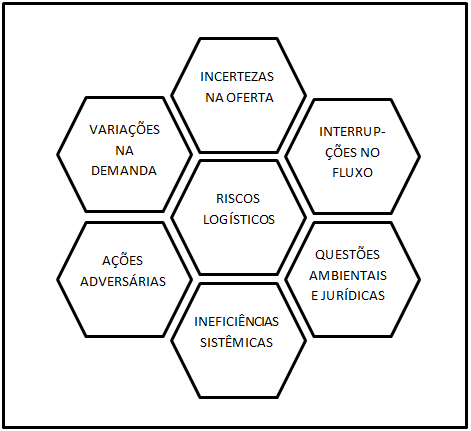 INCERTEZAS
NA OFERTA
VARIAÇÕES
NA
DEMANDA
INTERRUP-
ÇÕES NO
FLUXO
RISCOS
LOGÍSTICOS
AÇÕES
ADVERSÁRIAS
QUESTÕES
AMBIENTAIS
E JURÍDICAS
INEFICIÊNCIAS
SISTÊMICAS